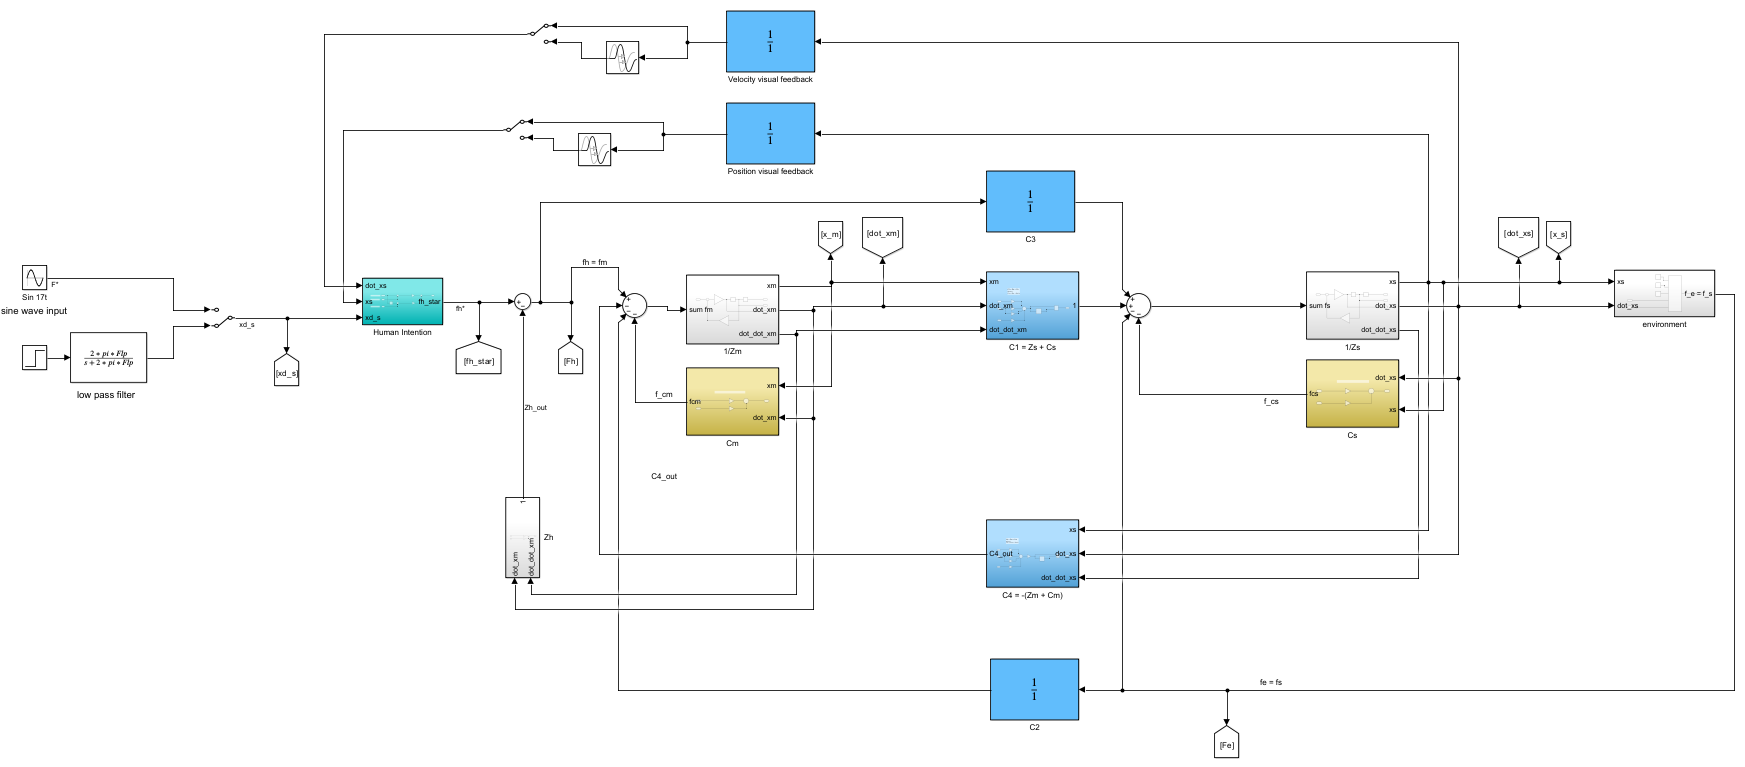 1
1
Velocity visual feedback
1
1
Position visual feedback
1
1
C3
[x_m]
[dot_xm]
[dot_xs]
[x_s]
Sin 17t
F*
sine wave input
xd_s
[xd_s]
2*pi*Flp
s+2*pi*Flp
low pass filter
dot_xs
xs
xd_s
fh_star
Human Intention
fh*
[fh_star]
fh = fm
[Fh]
sum fm
xm
dot_xm
dot_dot_xm
1/Zm
xm
dot_xm
dot_dot_xm
1
C1 = Zs + Cs
sum fs
xs
dot_xs
dot_dot_xs
1/Zs
xs
dot_xs
f_e = f_s
environment
f_cm
fcm
xm
dot_xm
Cm
f_cs
fcs
dot_xs
xs
Cs
Zh_out
C4_out
1
dot_xm
dot_dot_xm
Zh
C4_out
xs
dot_xs
dot_dot_xs
C4 = -(Zm + Cm)
1
1
C2
fe = fs
[Fe]